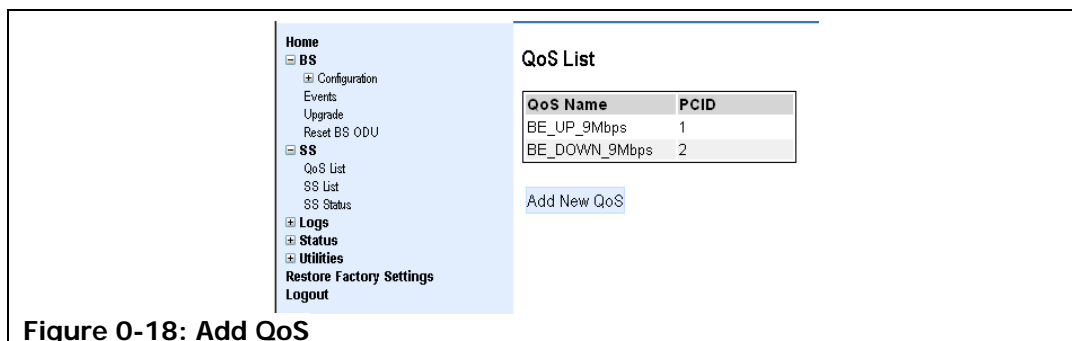 Home
BS
Configuration
Events
Upgrade
Reset BS ODU
SS
QoS List
SS List
SS Status
Logs
Status
Utilities
Restore Factory Settings
Logout
QoS List
QoS Name PCID
BE_UP_9Mbps 1
BE_DOWN_9Mbps 2
Add New QoS
Figure 0-18: Add QoS